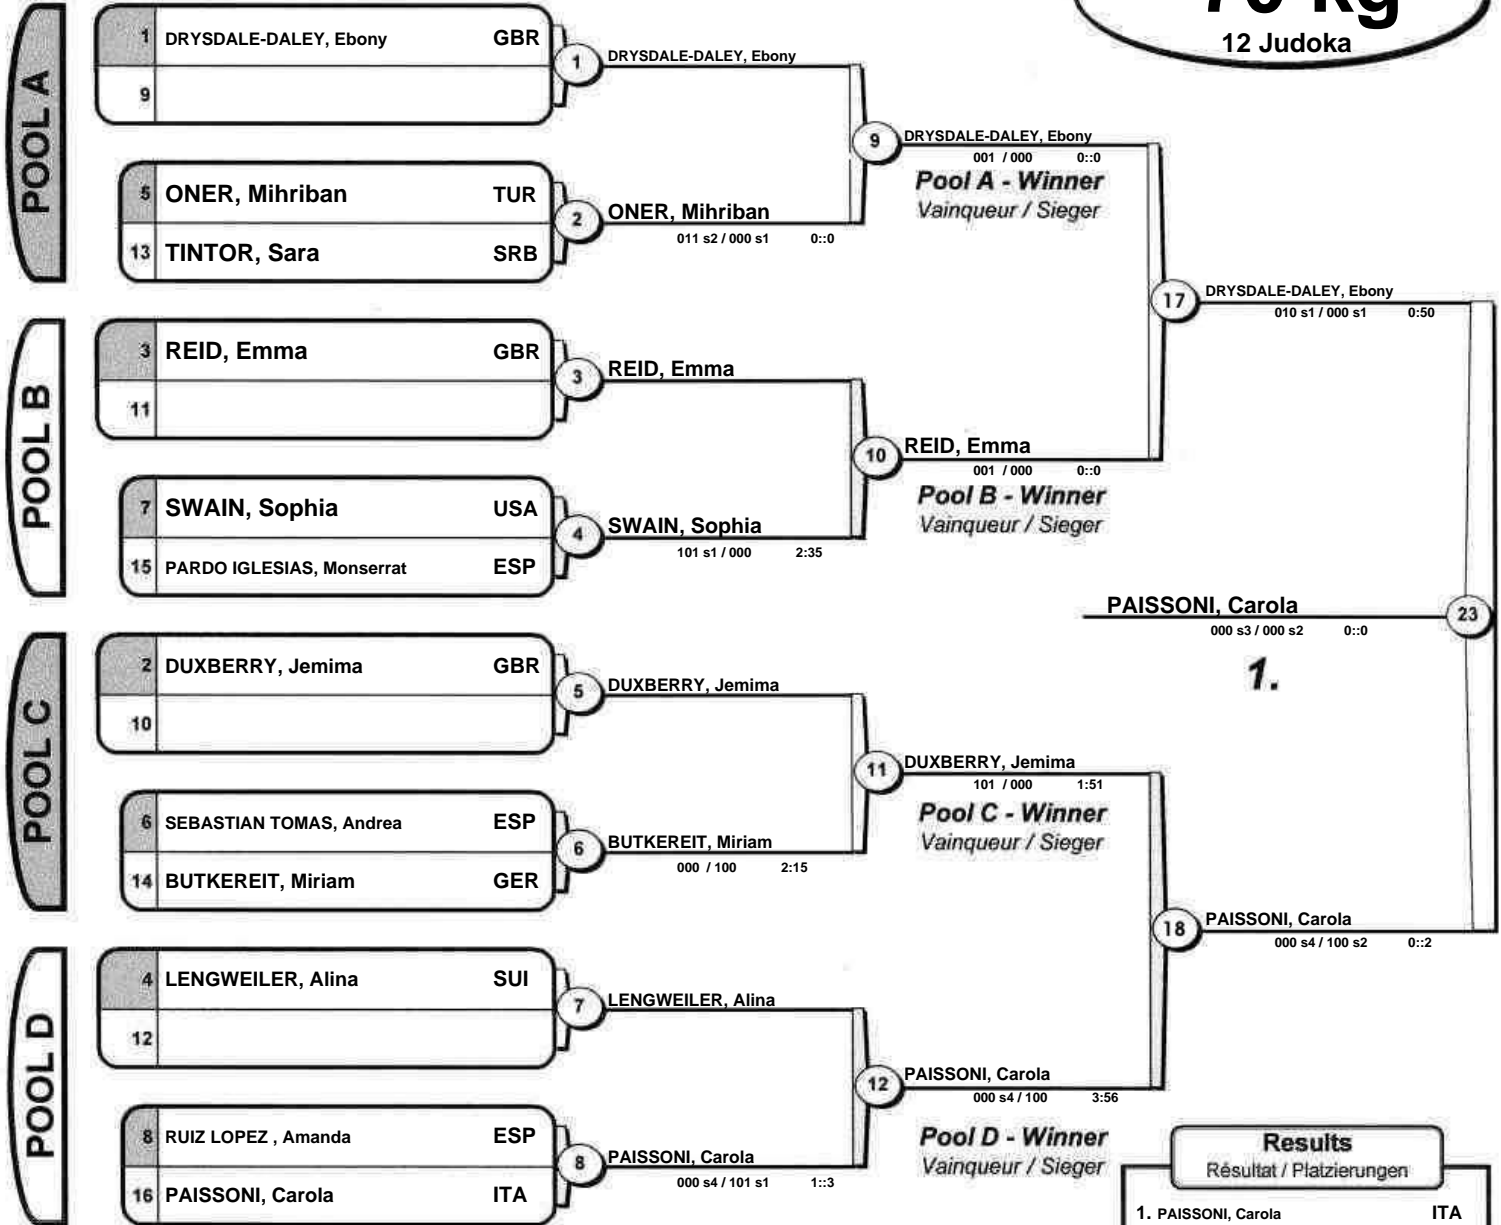 70 kg
12 Judoka
POOL A
1 DRYSDALE-DALEY, Ebony GBR
9
5 ONER, Mihriban TUR
13 TINTOR, Sara SRB
1 DRYSDALE-DALEY, Ebony
2 ONER, Mihriban
011 s2 / 000 s1 0::0
9 DRYSDALE-DALEY, Ebony
001 / 000 0::0
Pool A - Winner
Vainqueur / Sieger
POOL B
3 REID, Emma GBR
11
7 SWAIN, Sophia USA
15 PARDO IGLESIAS, Monserrat ESP
3 REID, Emma
4 SWAIN, Sophia
101 s1 / 000 2:35
10 REID, Emma
001 / 000 0::0
Pool B - Winner
Vainqueur / Sieger
17 DRYSDALE-DALEY, Ebony
010 s1 / 000 s1 0:50
PAISSONI, Carola 23
000 s3 / 000 s2 0::0
1.
POOL C
2 DUXBERRY, Jemima GBR
10
6 SEBASTIAN TOMAS, Andrea ESP
14 BUTKEREIT, Miriam GER
5 DUXBERRY, Jemima
6 BUTKEREIT, Miriam
000 / 100 2:15
11 DUXBERRY, Jemima
101 / 000 1:51
Pool C - Winner
Vainqueur / Sieger
18 PAISSONI, Carola
000 s4 / 100 s2 0::2
POOL D
4 LENGWEILER, Alina SUI
12
8 RUIZ LOPEZ , Amanda ESP
16 PAISSONI, Carola ITA
7 LENGWEILER, Alina
8 PAISSONI, Carola
000 s4 / 101 s1 1::3
12 PAISSONI, Carola
000 s4 / 100 3:56
Pool D - Winner
Vainqueur / Sieger
Results
Résultat / Platzierungen
1. PAISSONI, Carola ITA